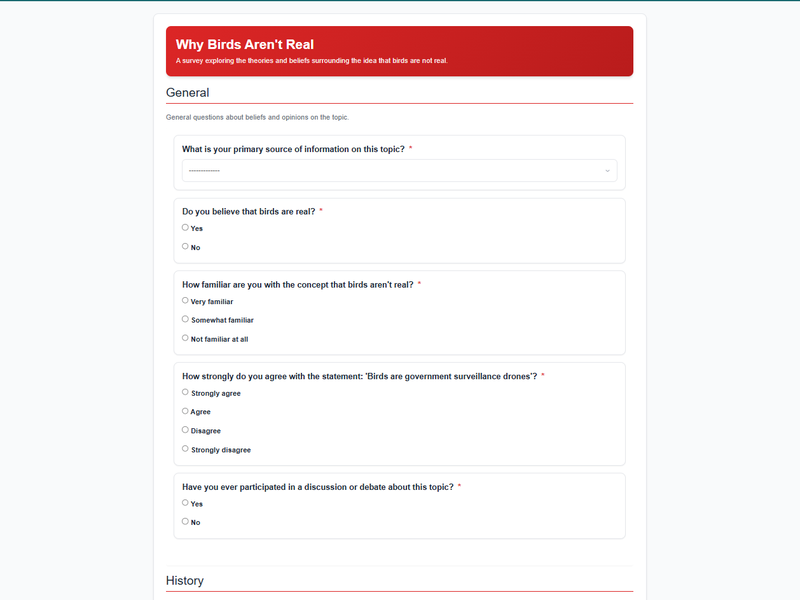 Why Birds Aren't Real
A survey exploring the theories and beliefs surrounding the idea that birds are not real.
General
General questions about beliefs and opinions on the topic.
What is your primary source of information on this topic? *
-------------
Do you believe that birds are real? *
Yes
No
How familiar are you with the concept that birds aren't real? *
Very familiar
Somewhat familiar
Not familiar at all
How strongly do you agree with the statement: 'Birds are government surveillance drones'? *
Strongly agree
Agree
Disagree
Strongly disagree
Have you ever participated in a discussion or debate about this topic? *
Yes
No
History